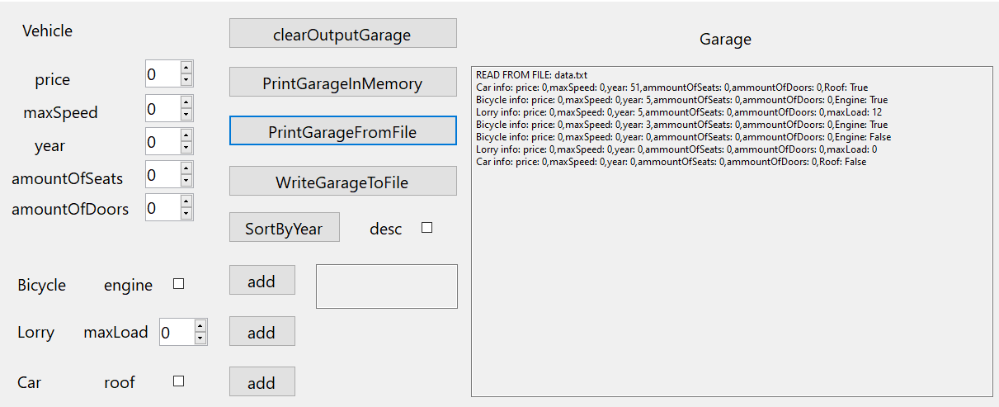 Vehicle
price 0
maxSpeed 0
year 0
amountOfSeats 0
amountOfDoors 0
Bicycle engine add
Lorry maxLoad 0 add
Car roof add
clearOutputGarage
PrintGarageInMemory
PrintGarageFromFile
WriteGarageToFile
SortByYear desc
Garage
READ FROM FILE: data.txt
Car info: price: 0,maxSpeed: 0,year: 51,ammountOfSeats: 0,ammountOfDoors: 0,Roof: True
Bicycle info: price: 0,maxSpeed: 0,year: 5,ammountOfSeats: 0,ammountOfDoors: 0,Engine: True
Lorry info: price: 0,maxSpeed: 0,year: 5,ammountOfSeats: 0,ammountOfDoors: 0,maxLoad: 12
Bicycle info: price: 0,maxSpeed: 0,year: 3,ammountOfSeats: 0,ammountOfDoors: 0,Engine: True
Bicycle info: price: 0,maxSpeed: 0,year: 0,ammountOfSeats: 0,ammountOfDoors: 0,Engine: False
Lorry info: price: 0,maxSpeed: 0,year: 0,ammountOfSeats: 0,ammountOfDoors: 0,maxLoad: 0
Car info: price: 0,maxSpeed: 0,year: 0,ammountOfSeats: 0,ammountOfDoors: 0,Roof: False